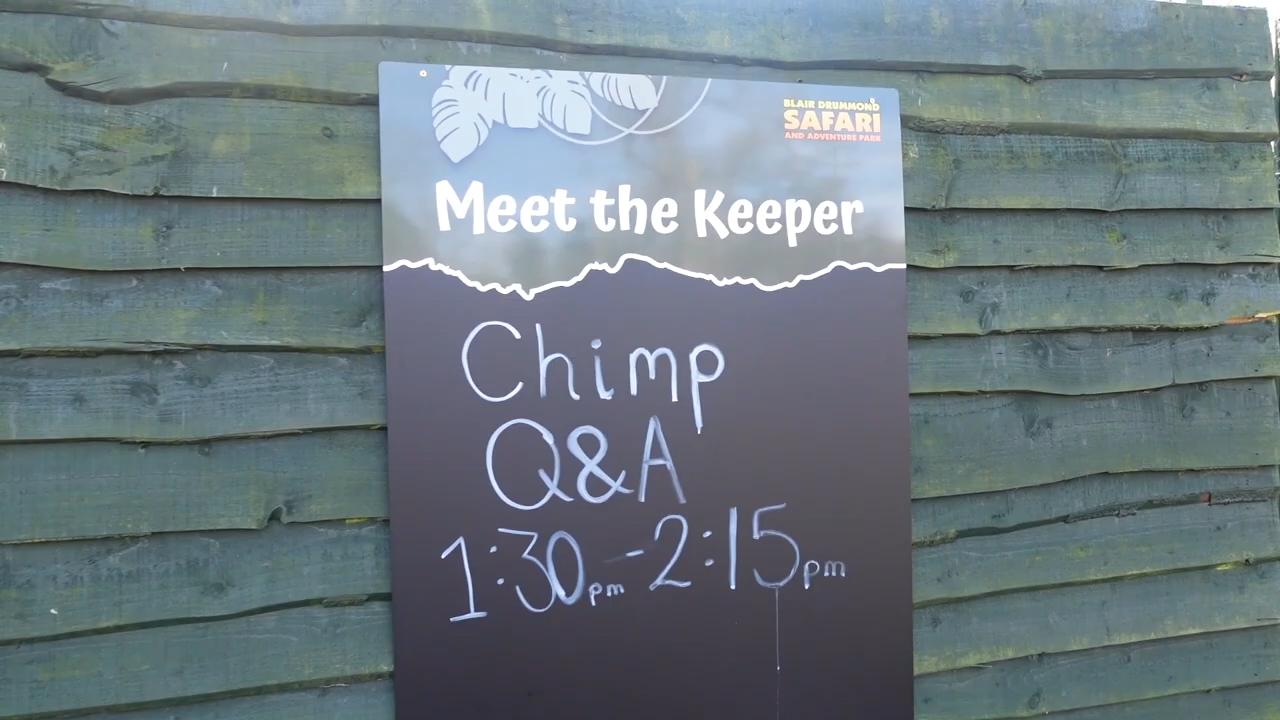 BLAIR DRUMMOND
SAFARI
AND ADVENTURE PARK
Meet the Keeper
Chimp
Q&A
1:30pm - 2:15pm